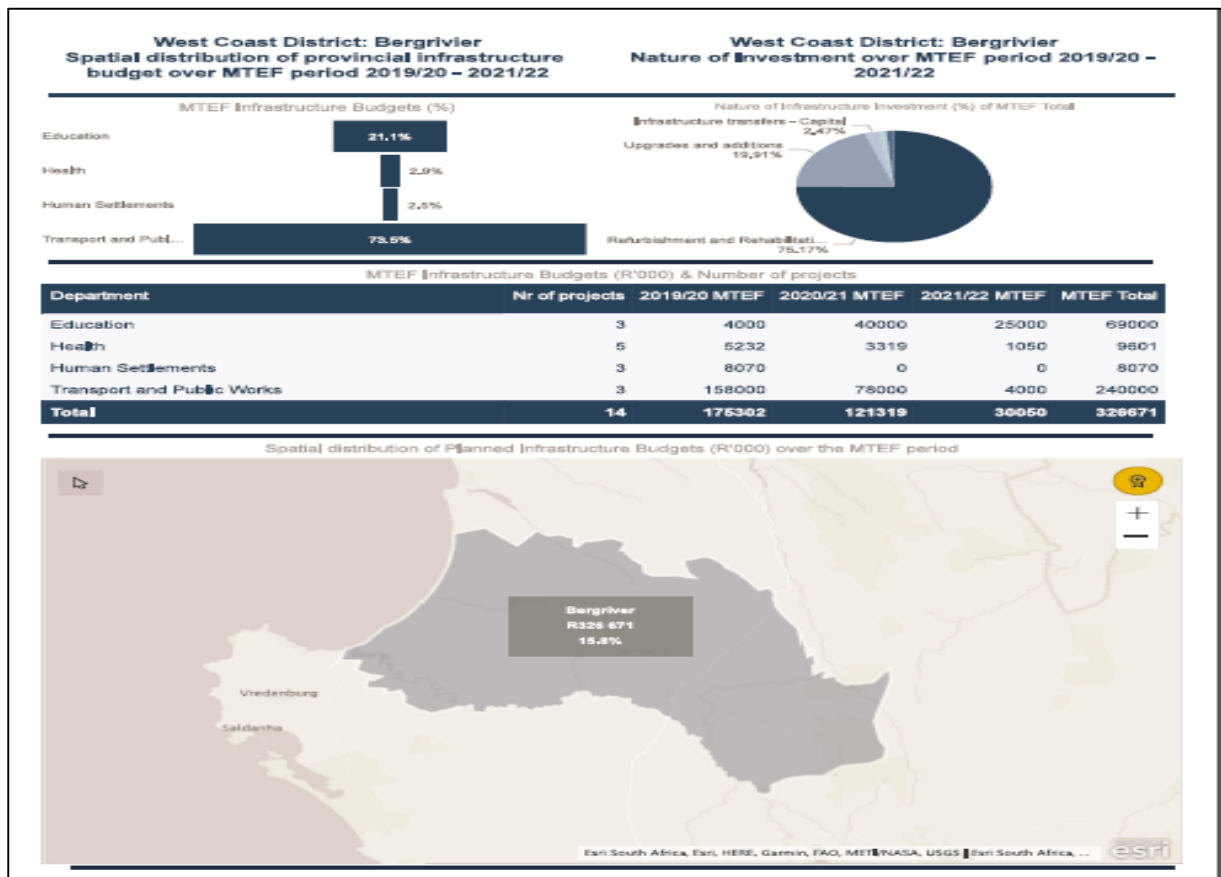 West Coast District: Bergrivier
Spatial distribution of provincial infrastructure
budget over MTEF period 2019/20 – 2021/22
West Coast District: Bergrivier
Nature of Investment over MTEF period 2019/20 –
2021/22
MTEF Infrastructure Budgets (%)
Education 21.1%
Health 2.9%
Human Settlements 2.5%
Transport and Publ... 73.5%
Nature of Infrastructure Investment (%) of MTEF Total
Infrastructure transfers – Capital
2.47%
Upgrades and additions
19.91%
Refurbishment and Rehabilitati...
75.17%
MTEF Infrastructure Budgets (R'000) & Number of projects
Department Nr of projects 2019/20 MTEF 2020/21 MTEF 2021/22 MTEF MTEF Total
Education 3 4000 40000 25000 69000
Health 5 5232 3319 1050 9601
Human Settlements 3 8070 0 0 8070
Transport and Public Works 3 158000 78000 4000 240000
Total 14 175302 121319 30050 326671
Spatial distribution of Planned Infrastructure Budgets (R'000) over the MTEF period
Bergriver
R326 671
15.8%
Vredenburg
Saldanha
Esri South Africa, Esri, HERE, Garmin, FAO, METI/NASA, USGS | Esri South Africa, ...
esri